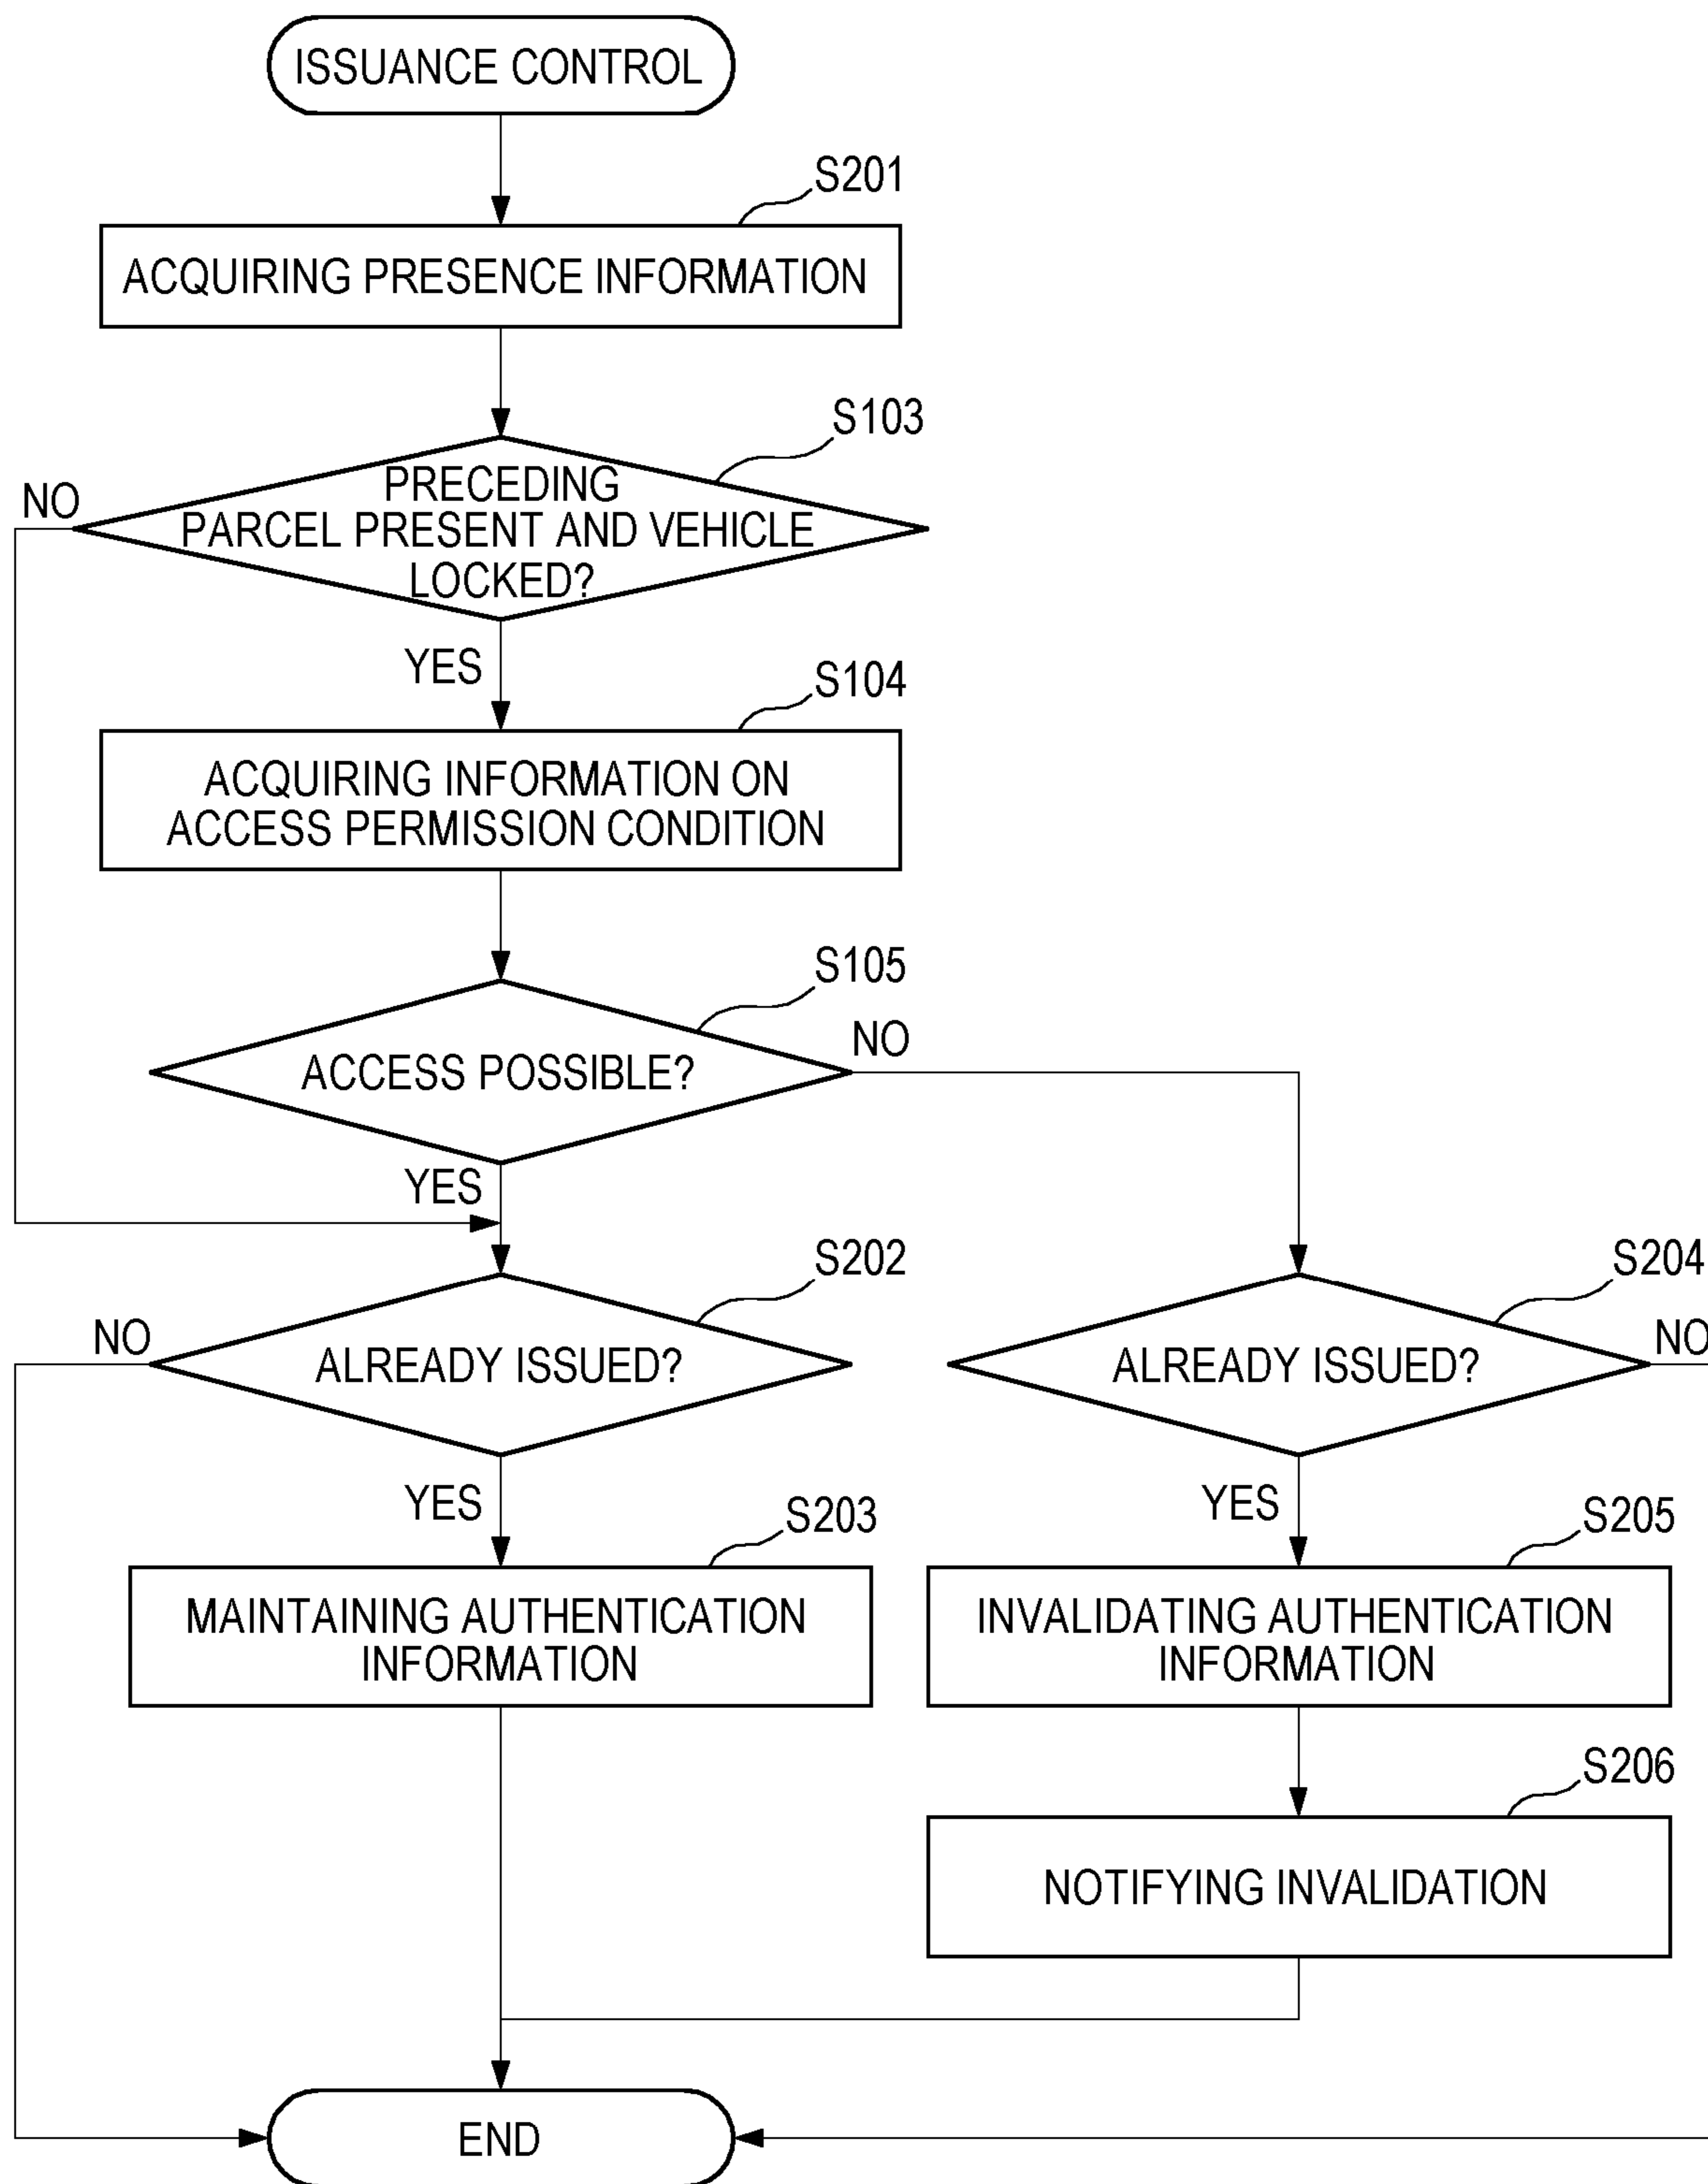 ISSUANCE CONTROL
S201
ACQUIRING PRESENCE INFORMATION
S103
NO
PRECEDING
PARCEL PRESENT AND VEHICLE
LOCKED?
YES
S104
ACQUIRING INFORMATION ON
ACCESS PERMISSION CONDITION
S105
NO
ACCESS POSSIBLE?
YES
S202
S204
NO
ALREADY ISSUED?
ALREADY ISSUED?
NO
YES
YES
S203
S205
MAINTAINING AUTHENTICATION
INFORMATION
INVALIDATING AUTHENTICATION
INFORMATION
S206
NOTIFYING INVALIDATION
END